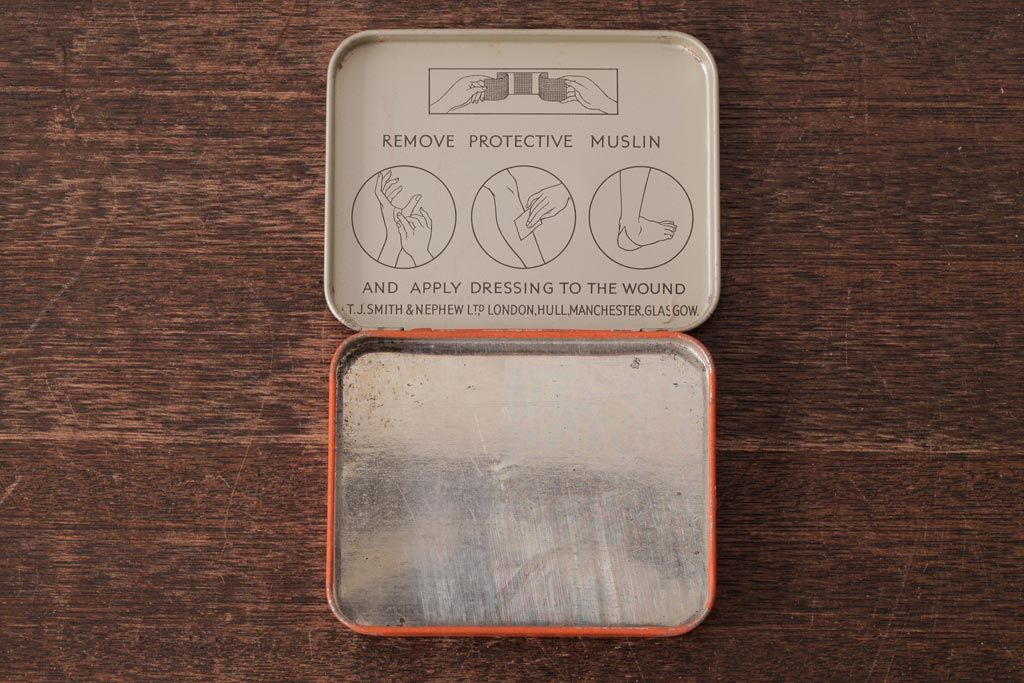 REMOVE PROTECTIVE MUSLIN
AND APPLY DRESSING TO THE WOUND
T.J. SMITH & NEPHEW LTD LONDON, HULL, MANCHESTER, GLASGOW.